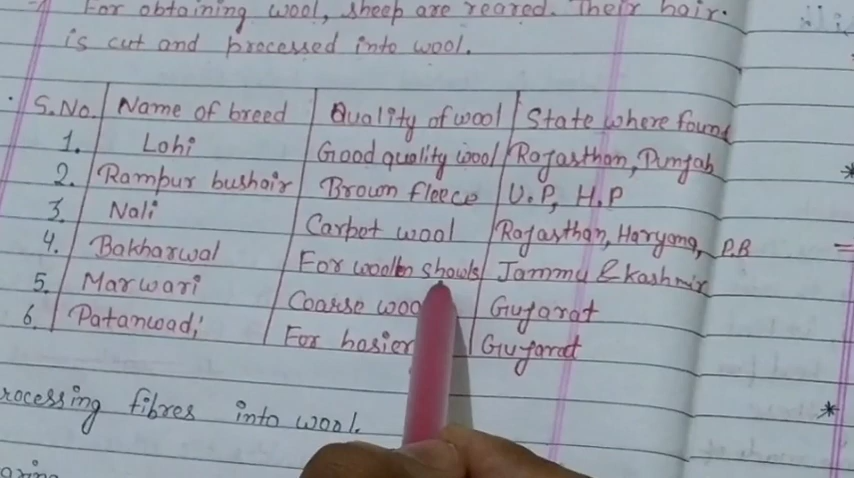 For obtaining wool, sheep are reared. Their hair.
is cut and processed into wool.
S.No. Name of breed Quality of wool State where found
1. Lohi Good quality wool Rajasthan, Punjab
2. Rampur bushair Brown fleece U.P, H.P
3. Nali Carpet wool Rajasthan, Haryana, P.B
4. Bakharwal For woolen shawls Jammu & Kashmir
5. Marwari Coarse woo Gujarat
6. Patanwadi For hosier Gujarat
rocessing fibres into wool.